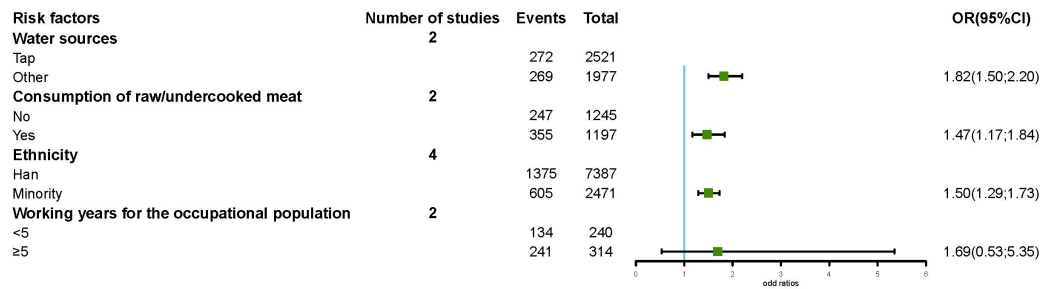 Risk factors Number of studies Events Total OR(95%CI)
Water sources 2
Tap 272 2521
Other 269 1977 1.82(1.50;2.20)
Consumption of raw/undercooked meat 2
No 247 1245
Yes 355 1197 1.47(1.17;1.84)
Ethnicity 4
Han 1375 7387
Minority 605 2471 1.50(1.29;1.73)
Working years for the occupational population 2
<5 134 240
≥5 241 314 1.69(0.53;5.35)
0 1 2 3 4 5 6
odd ratios